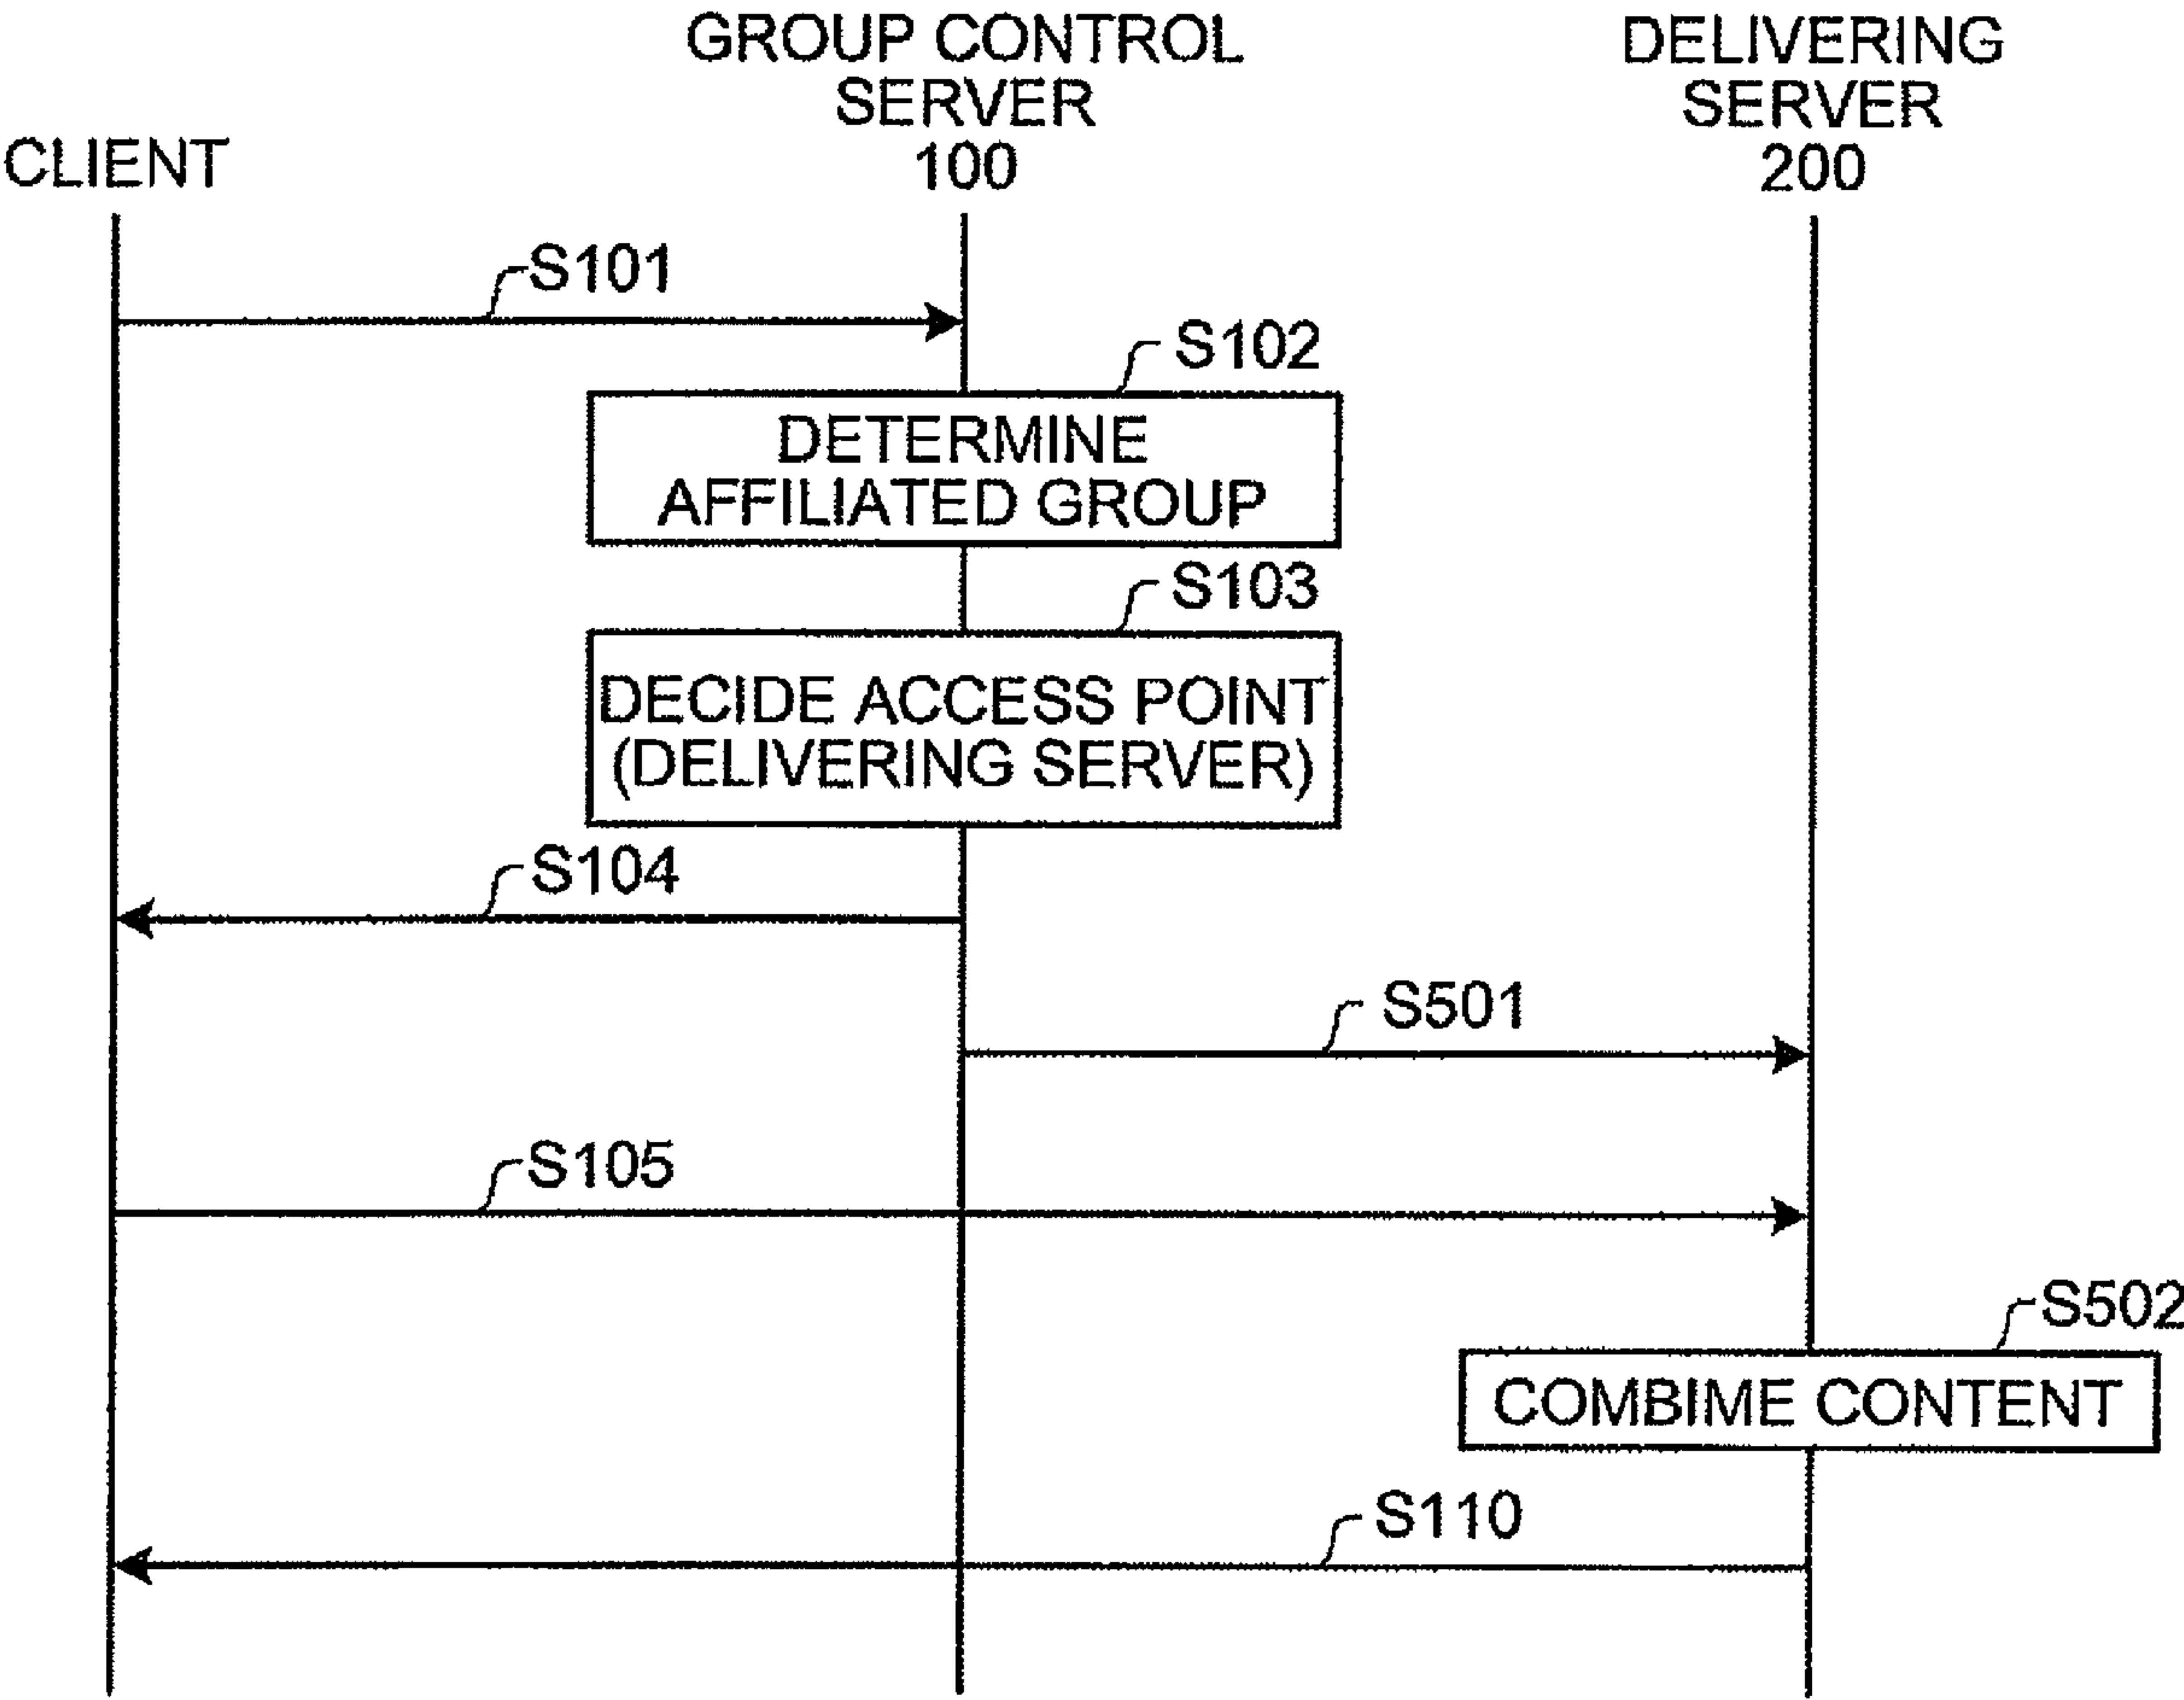 GROUP CONTROL
SERVER
100
DELIVERING
SERVER
200
CLIENT
S101
S102
DETERMINE
AFFILIATED GROUP
S103
DECIDE ACCESS POINT
(DELIVERING SERVER)
S104
S501
S105
S502
COMBIME CONTENT
S110